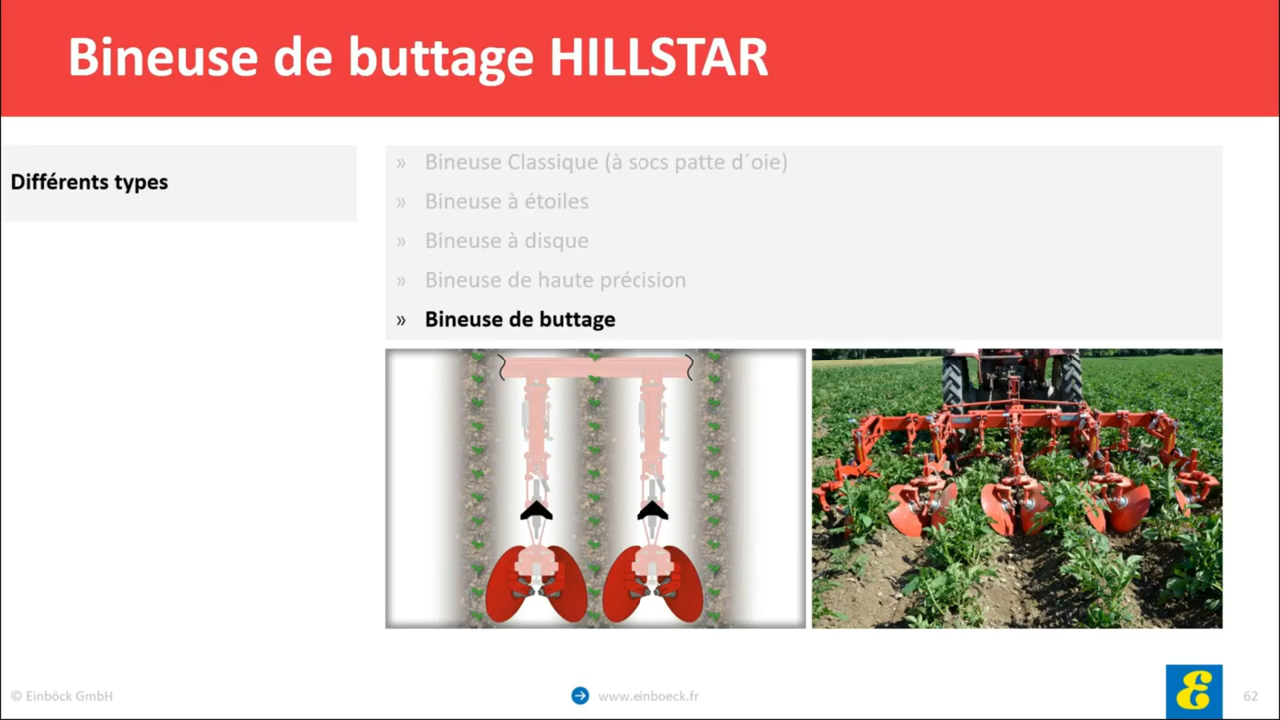 Bineuse de buttage HILLSTAR
Différents types
» Bineuse Classique (à socs patte d´oie)
» Bineuse à étoiles
» Bineuse à disque
» Bineuse de haute précision
» Bineuse de buttage
© Einböck GmbH
www.einboeck.fr
62